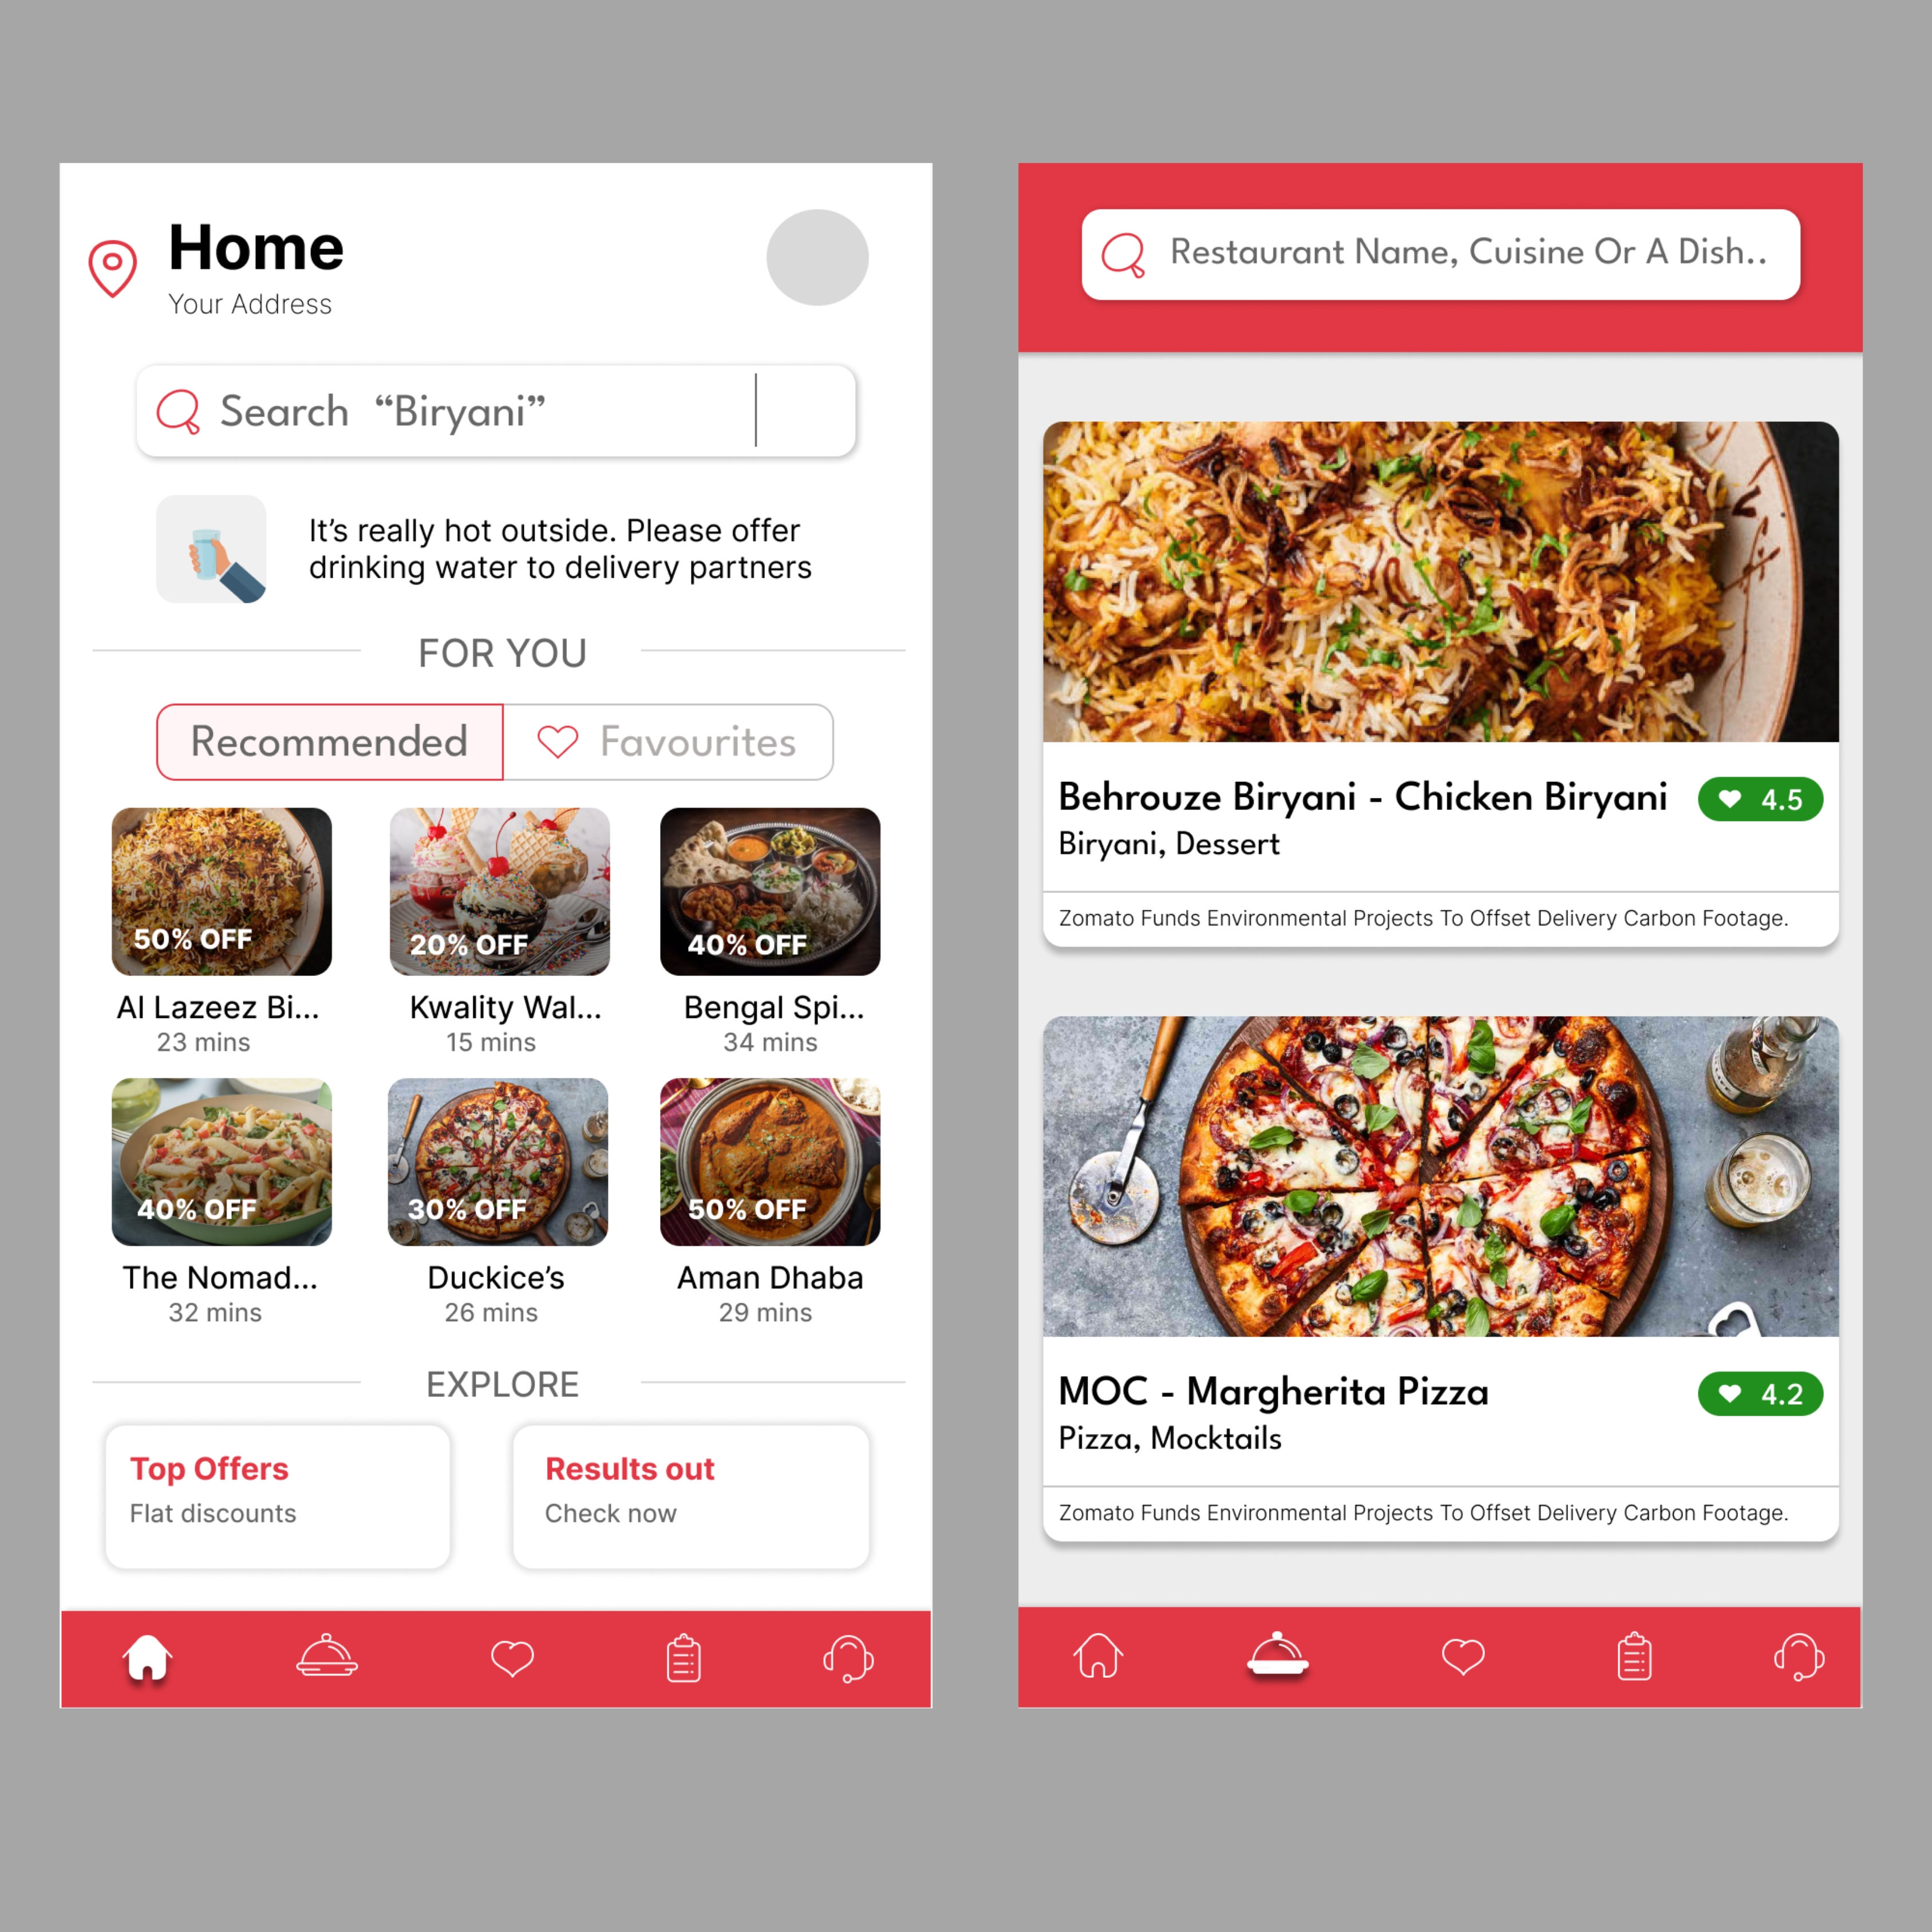 Home
Your Address
Search “Biryani”
It’s really hot outside. Please offer
drinking water to delivery partners
FOR YOU
Recommended
Favourites
50% OFF
20% OFF
40% OFF
Al Lazeez Bi...
Kwality Wal...
Bengal Spi...
23 mins
15 mins
34 mins
40% OFF
30% OFF
50% OFF
The Nomad...
Duckice’s
Aman Dhaba
32 mins
26 mins
29 mins
EXPLORE
Top Offers
Flat discounts
Results out
Check now
Restaurant Name, Cuisine Or A Dish..
Behrouze Biryani - Chicken Biryani
4.5
Biryani, Dessert
Zomato Funds Environmental Projects To Offset Delivery Carbon Footage.
MOC - Margherita Pizza
4.2
Pizza, Mocktails
Zomato Funds Environmental Projects To Offset Delivery Carbon Footage.